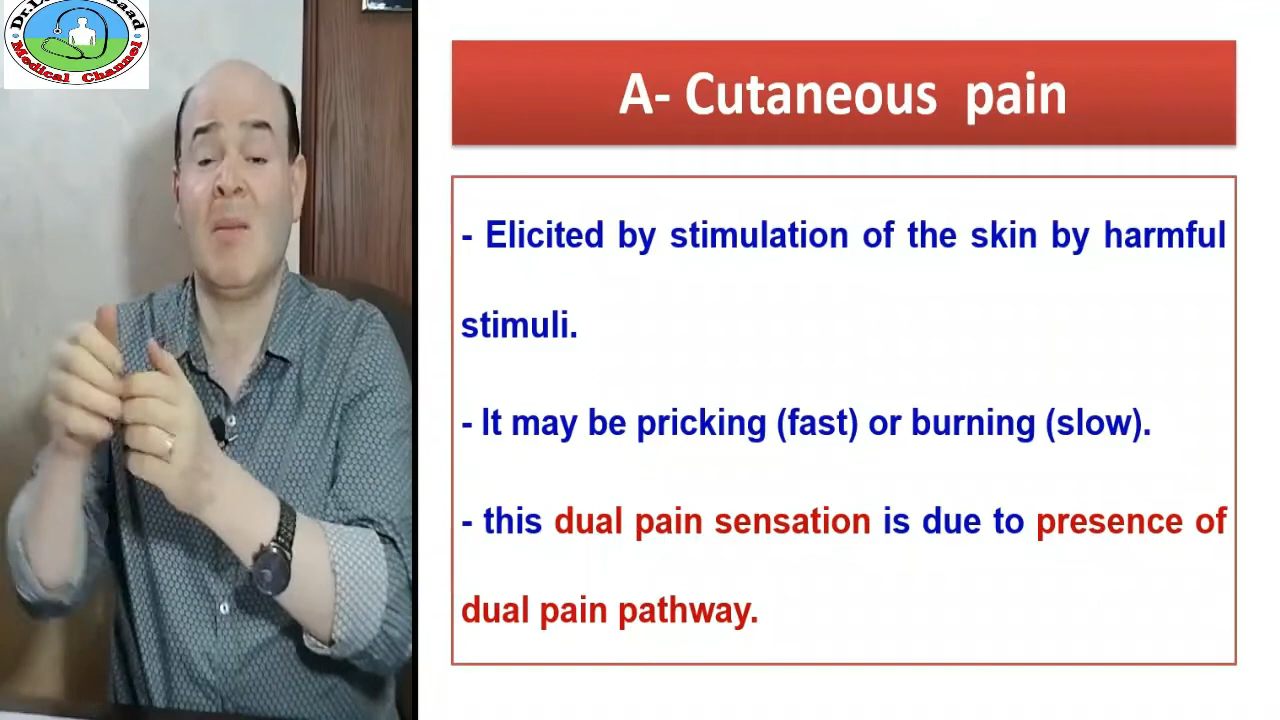 Medical Channel
A- Cutaneous pain
- Elicited by stimulation of the skin by harmful
stimuli.
- It may be pricking (fast) or burning (slow).
- this dual pain sensation is due to presence of
dual pain pathway.